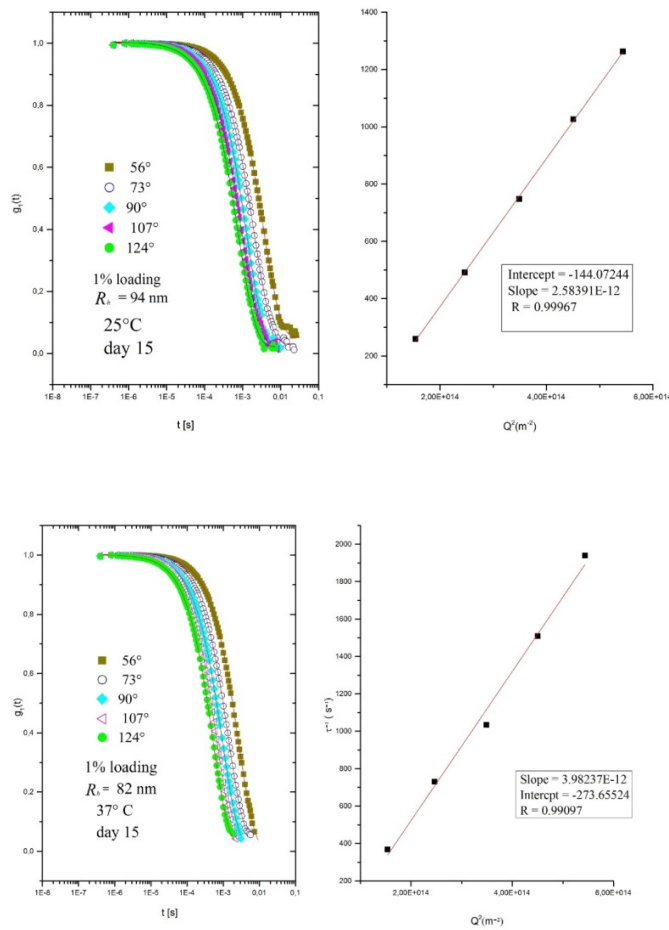 1,0
0,8
0,6
0,4
0,2
0,0
g₁(t)
56°
73°
90°
107°
124°
1% loading
Rₕ = 94 nm
25°C
day 15
1E-8 1E-7 1E-6 1E-5 1E-4 1E-3 0,01 0,1
t [s]
1400
1200
1000
800
600
400
200
Intercept = -144.07244
Slope = 2.58391E-12
R = 0.99967
2,00E+014 4,00E+014 6,00E+014
Q²(m⁻²)
1,0
0,8
0,6
0,4
0,2
0,0
g₁(t)
56°
73°
90°
107°
124°
1% loading
Rₕ = 82 nm
37° C
day 15
1E-8 1E-7 1E-6 1E-5 1E-4 1E-3 0,01 0,1
t [s]
2000
1800
1600
1400
1200
1000
800
600
400
200
τ⁻¹ (s⁻¹)
Slope = 3.98237E-12
Intercpt = -273.65524
R = 0.99097
2,00E+014 4,00E+014 6,00E+014
Q²(m⁻²)